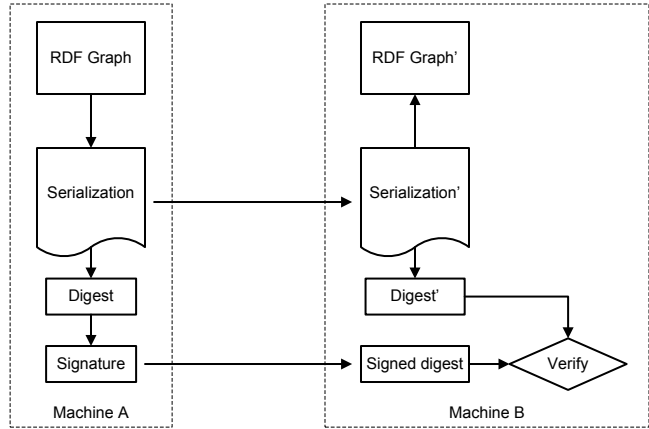 RDF Graph
RDF Graph'
Serialization
Serialization'
Digest
Digest'
Signature
Signed digest
Verify
Machine A
Machine B